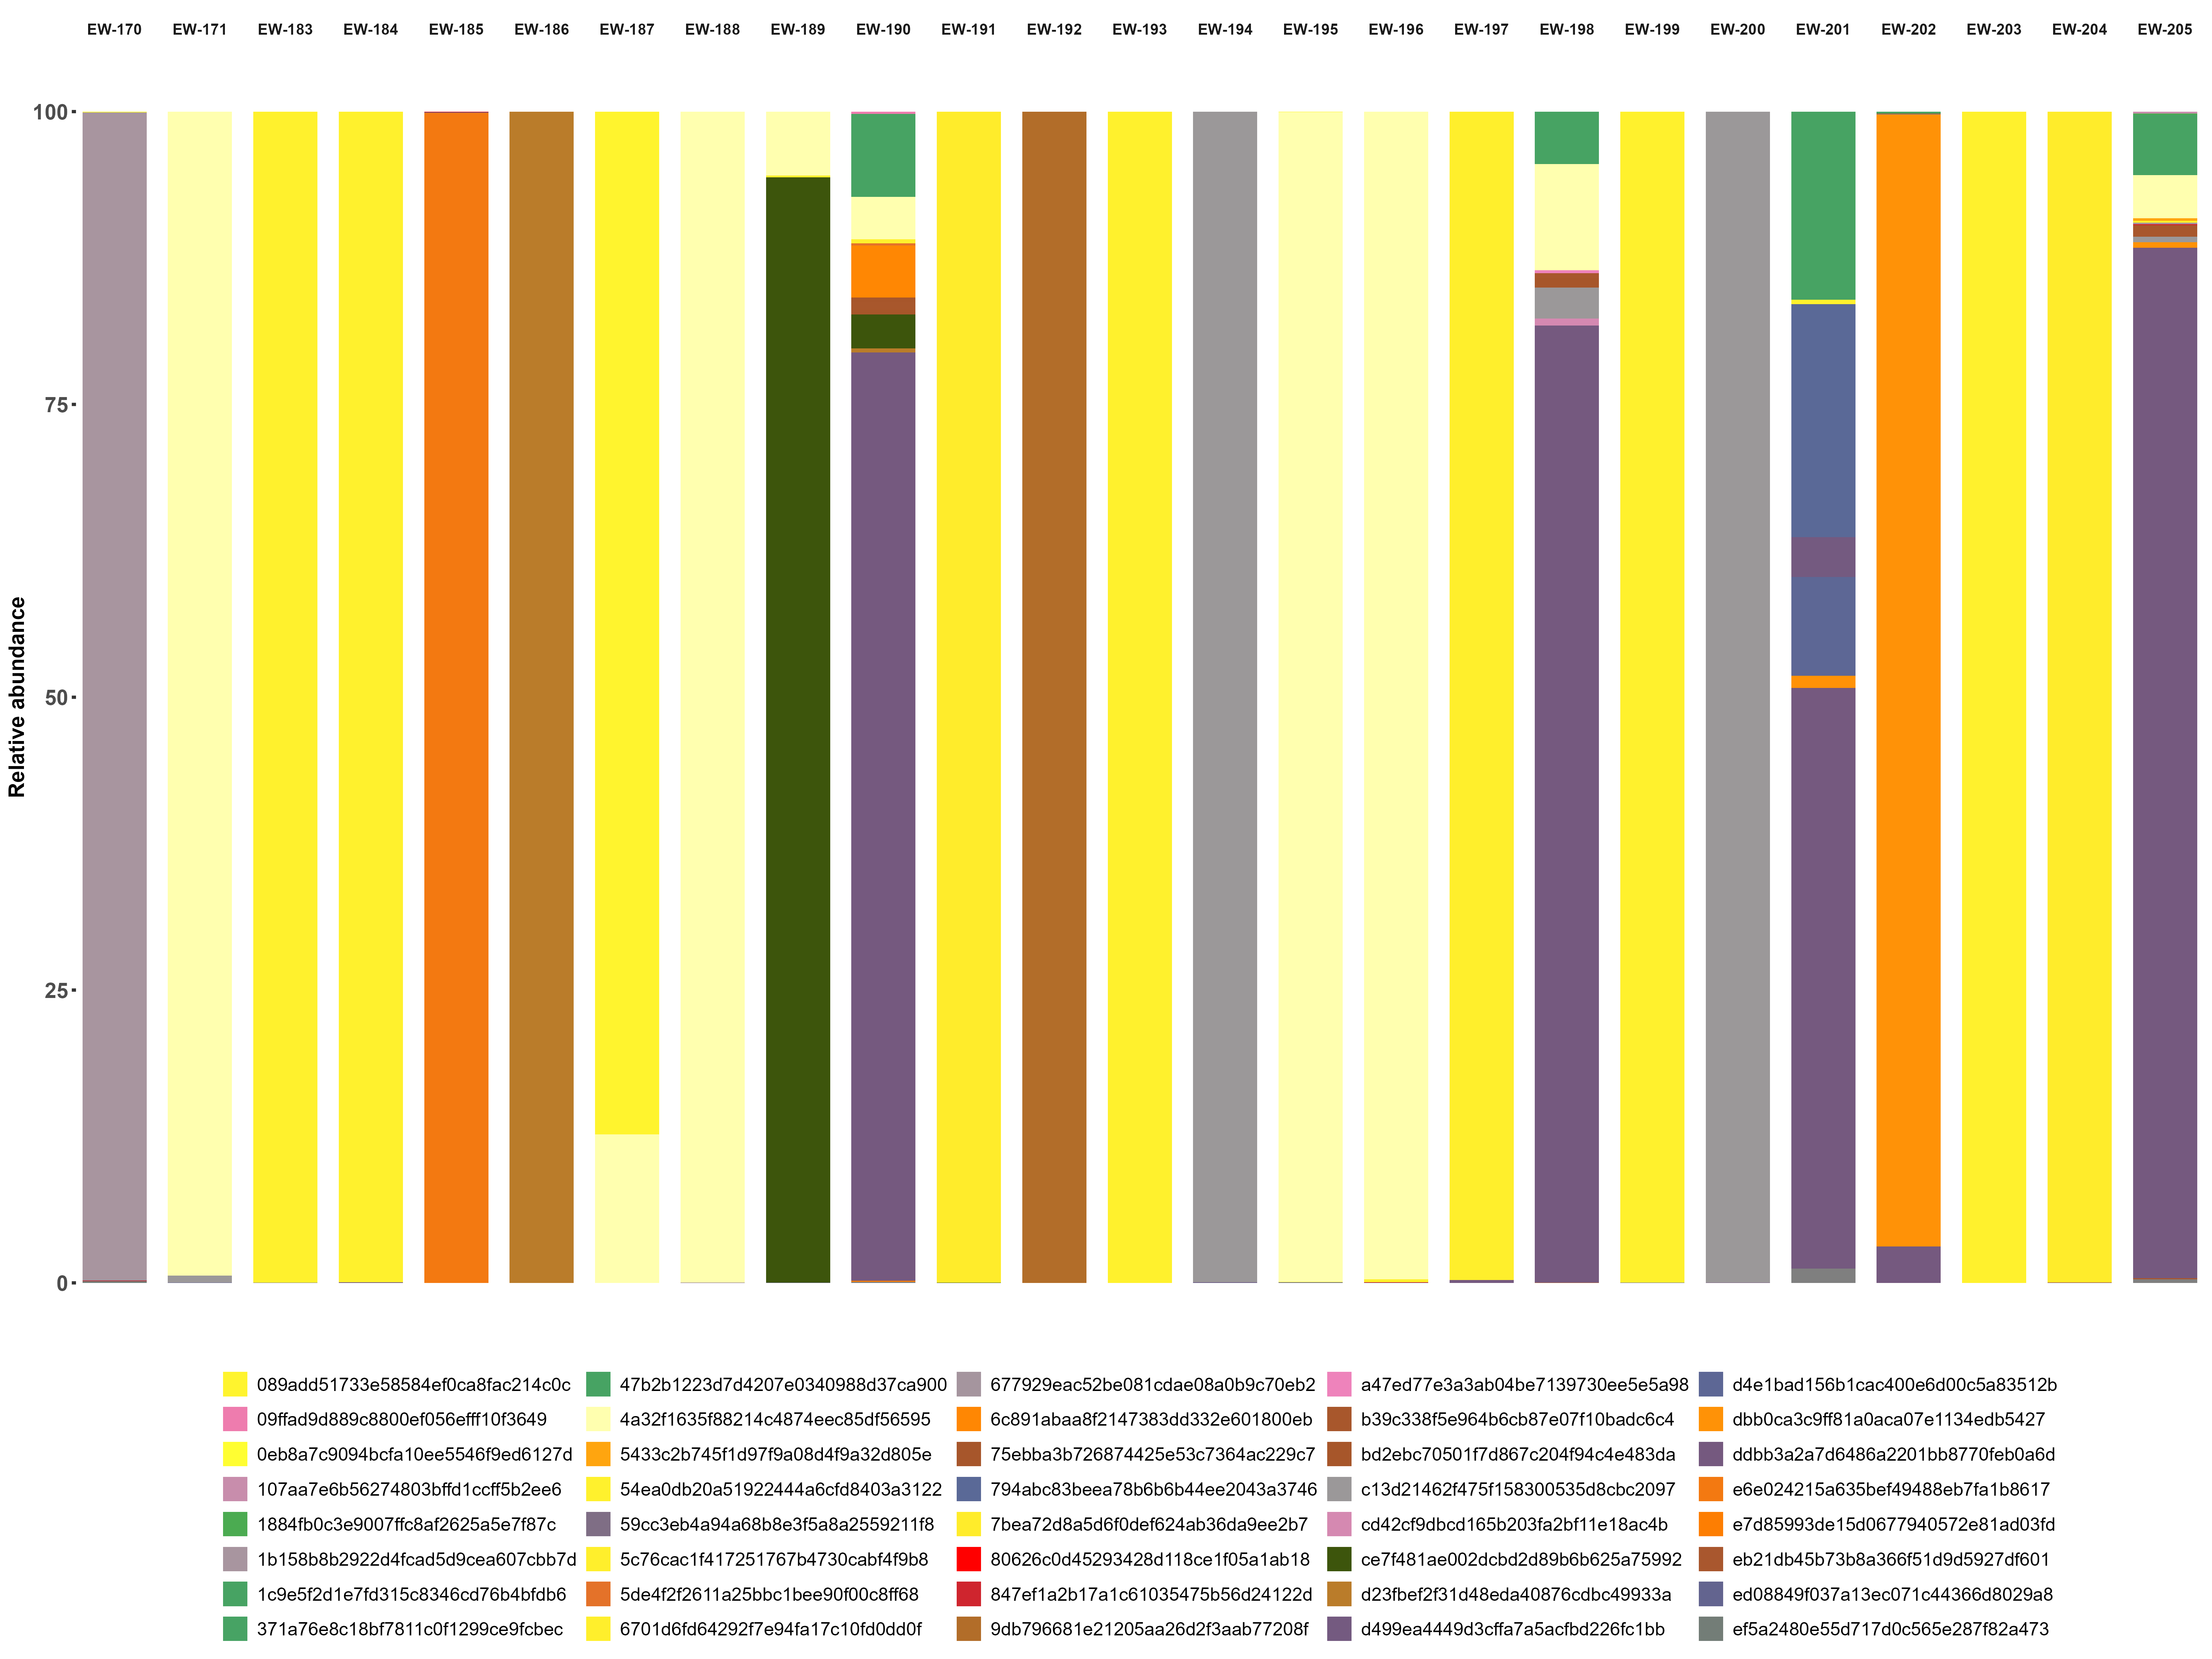 EW-170 EW-171 EW-183 EW-184 EW-185 EW-186 EW-187 EW-188 EW-189 EW-190 EW-191 EW-192 EW-193 EW-194 EW-195 EW-196 EW-197 EW-198 EW-199 EW-200 EW-201 EW-202 EW-203 EW-204 EW-205
100
75
50
25
0
Relative abundance
089add51733e58584ef0ca8fac214c0c 47b2b1223d7d4207e0340988d37ca900 677929eac52be081cdae08a0b9c70eb2 a47ed77e3a3ab04be7139730ee5e5a98 d4e1bad156b1cac400e6d00c5a83512b
09ffad9d889c8800ef056efff10f3649 4a32f1635f88214c4874eec85df56595 6c891abaa8f2147383dd332e601800eb b39c338f5e964b6cb87e07f10badc6c4 dbb0ca3c9ff81a0aca07e1134edb5427
0eb8a7c9094bcfa10ee5546f9ed6127d 5433c2b745f1d97f9a08d4f9a32d805e 75ebba3b726874425e53c7364ac229c7 bd2ebc70501f7d867c204f94c4e483da ddbb3a2a7d6486a2201bb8770feb0a6d
107aa7e6b56274803bffd1ccff5b2ee6 54ea0db20a51922444a6cfd8403a3122 794abc83beea78b6b6b44ee2043a3746 c13d21462f475f158300535d8cbc2097 e6e024215a635bef49488eb7fa1b8617
1884fb0c3e9007ffc8af2625a5e7f87c 59cc3eb4a94a68b8e3f5a8a2559211f8 7bea72d8a5d6f0def624ab36da9ee2b7 cd42cf9dbcd165b203fa2bf11e18ac4b e7d85993de15d0677940572e81ad03fd
1b158b8b2922d4fcad5d9cea607cbb7d 5c76cac1f417251767b4730cabf4f9b8 80626c0d45293428d118ce1f05a1ab18 ce7f481ae002dcbd2d89b6b625a75992 eb21db45b73b8a366f51d9d5927df601
1c9e5f2d1e7fd315c8346cd76b4bfdb6 5de4f2f2611a25bbc1bee90f00c8ff68 847ef1a2b17a1c61035475b56d24122d d23fbef2f31d48eda40876cdbc49933a ed08849f037a13ec071c44366d8029a8
371a76e8c18bf7811c0f1299ce9fcbec 6701d6fd64292f7e94fa17c10fd0dd0f 9db796681e21205aa26d2f3aab77208f d499ea4449d3cffa7a5acfbd226fc1bb ef5a2480e55d717d0c565e287f82a473